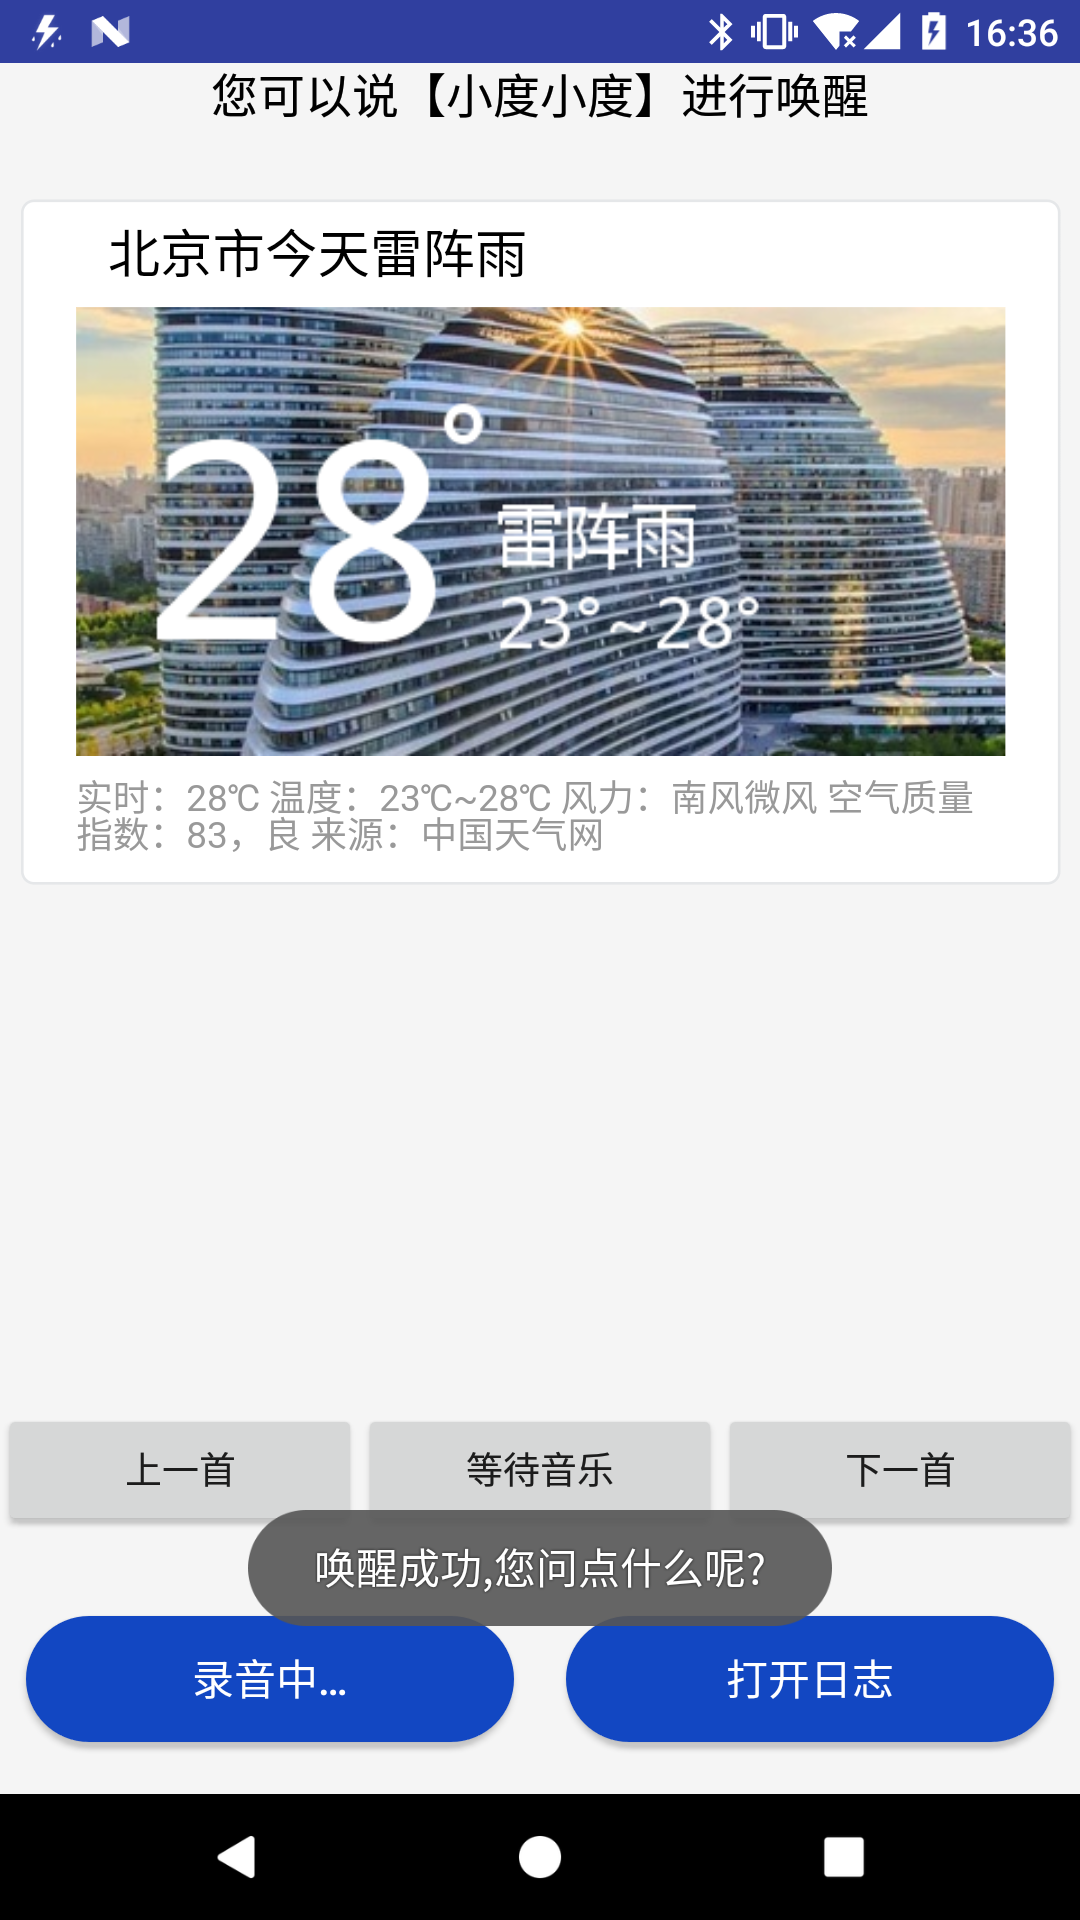 16:36
您可以说【小度小度】进行唤醒
北京市今天雷阵雨
28°
雷阵雨
23°~28°
实时：28℃ 温度：23℃~28℃ 风力：南风微风 空气质量
指数：83，良 来源：中国天气网
上一首
等待音乐
下一首
唤醒成功,您问点什么呢?
录音中...
打开日志